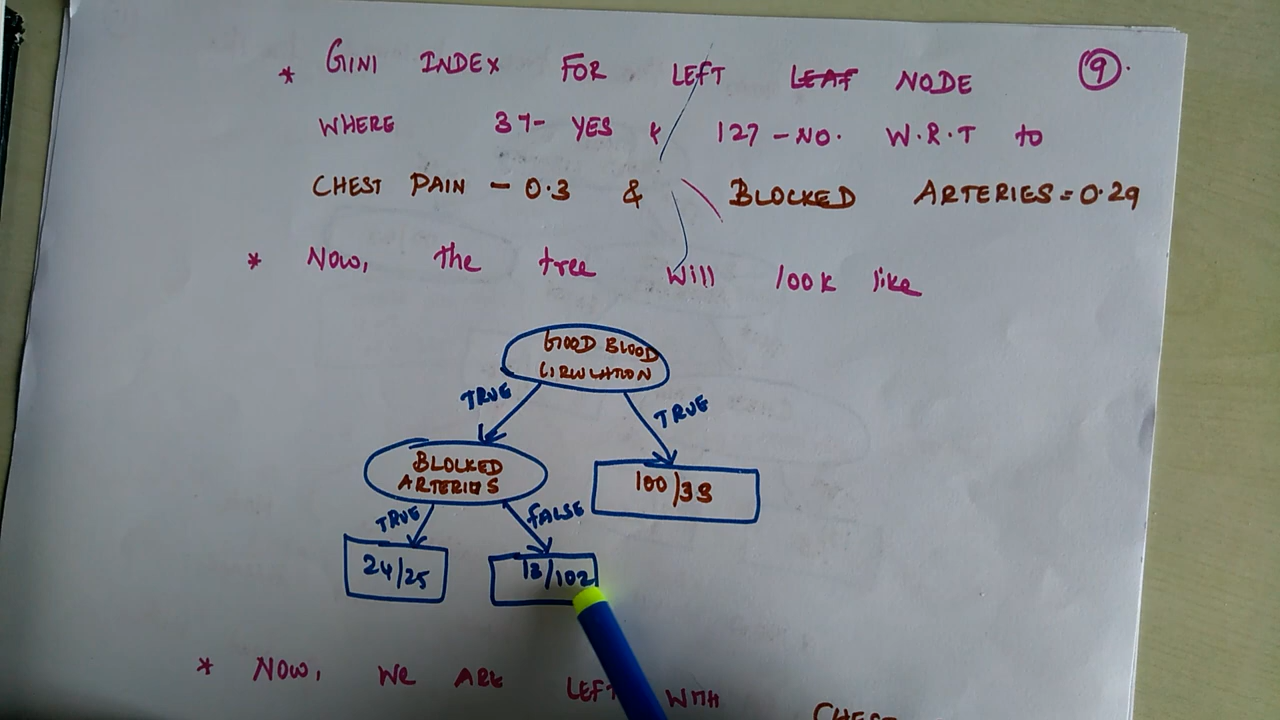 * GINI INDEX FOR LEFT LEAF NODE
9.
WHERE 37- YES & 127 -NO. W.R.T to
CHEST PAIN - 0.3 & BLOCKED ARTERIES = 0.29
* NOW, the tree will look like
GOOD BLOOD
CIRCULATION
TRUE
TRUE
BLOCKED
ARTERIES
100/33
TRUE
FALSE
24/25
13/102
* NOW, WE ARE LEFT WITH
CHEST